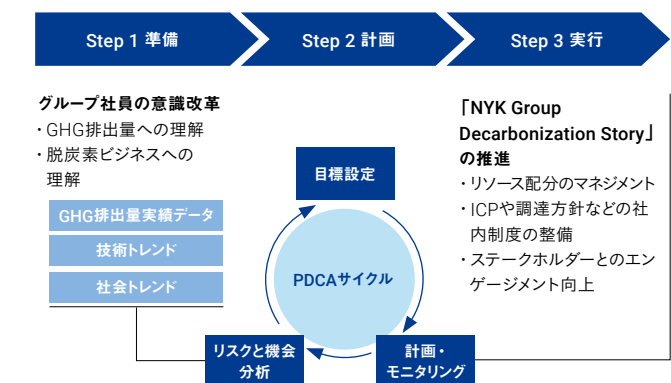 Step 1 準備
Step 2 計画
Step 3 実行
グループ社員の意識改革
・GHG排出量への理解
・脱炭素ビジネスへの
理解
GHG排出量実績データ
技術トレンド
社会トレンド
目標設定
PDCAサイクル
リスクと機会
分析
計画・
モニタリング
「NYK Group
Decarbonization Story」
の推進
・リソース配分のマネジメント
・ICPや調達方針などの社
内制度の整備
・ステークホルダーとのエン
ゲージメント向上